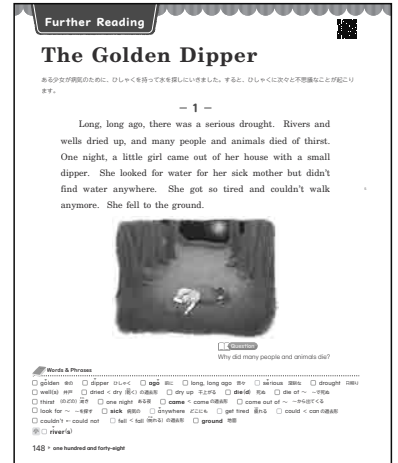 Further Reading
The Golden Dipper
ある少女が病気の母のために、ひしゃくを持って水を探しにいきました。すると、ひしゃくに次々と不思議なことが起こり
ます。
— 1 —
Long, long ago, there was a serious drought. Rivers and
wells dried up, and many people and animals died of thirst.
One night, a little girl came out of her house with a small
dipper. She looked for water for her sick mother but didn't
find water anywhere. She got so tired and couldn't walk
anymore. She fell to the ground.
Question
Why did many people and animals die?
Words & Phrases
□ golden 金の □ dipper ひしゃく □ ago 前に □ long, long ago 昔々 □ serious 深刻な □ drought 日照り
□ well(s) 井戸 □ dried < dry の過去形 □ dry up 干上がる □ die(d) 死ぬ □ die of ~ ~で死ぬ
□ thirst (のどの) □ one night ある夜 □ came < come の過去形 □ come out of ~ ~から出てくる
□ look for ~ ~を探す □ sick 病気の □ anywhere どこにも □ get tired 疲れる □ could < can の過去形
□ couldn't ← could not □ fell < fall の過去形 □ ground 地面
□ river(s)
148 one hundred and forty-eight